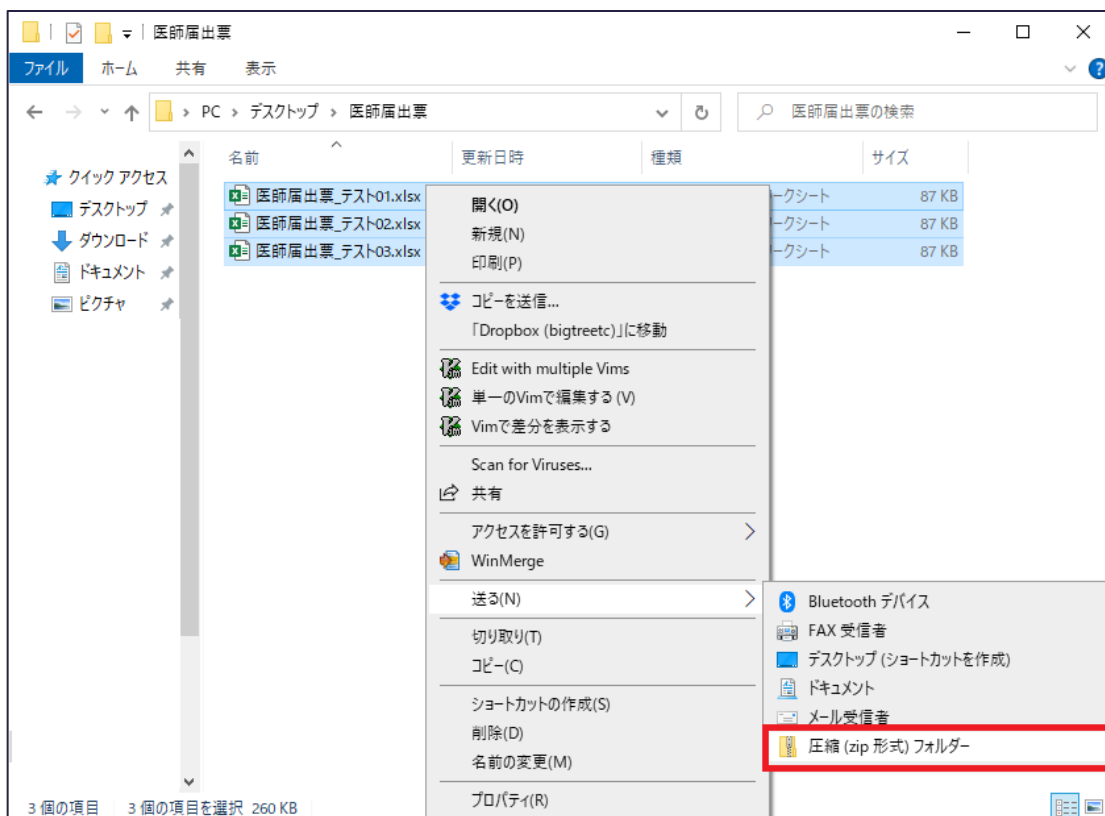 医師届出票
ファイル ホーム 共有 表示
PC > デスクトップ > 医師届出票
医師届出票の検索
名前 更新日時 種類 サイズ
クイック アクセス
デスクトップ
ダウンロード
ドキュメント
ピクチャ
医師届出票_テスト01.xlsx ークシート 87 KB
医師届出票_テスト02.xlsx ークシート 87 KB
医師届出票_テスト03.xlsx ークシート 87 KB
開く(O)
新規(N)
印刷(P)
コピーを送信...
「Dropbox (bigtreetc)」に移動
Edit with multiple Vims
単一のVimで編集する (V)
Vimで差分を表示する
Scan for Viruses...
共有
アクセスを許可する(G)
WinMerge
送る(N)
切り取り(T)
コピー(C)
ショートカットの作成(S)
削除(D)
名前の変更(M)
プロパティ(R)
Bluetooth デバイス
FAX 受信者
デスクトップ (ショートカットを作成)
ドキュメント
メール受信者
圧縮 (zip 形式) フォルダー
3 個の項目 3 個の項目を選択 260 KB